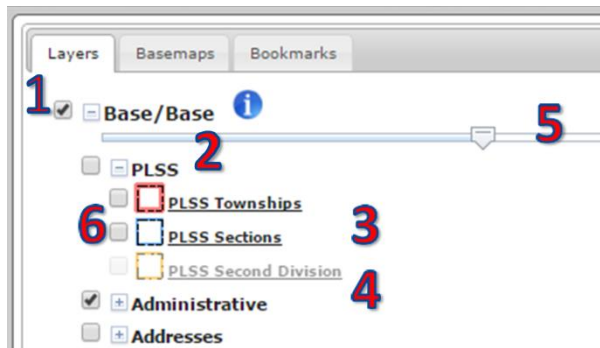 Layers Basemaps Bookmarks
1 Base/Base i 5
2
PLSS
PLSS Townships
6 PLSS Sections 3
PLSS Second Division 4
Administrative
Addresses